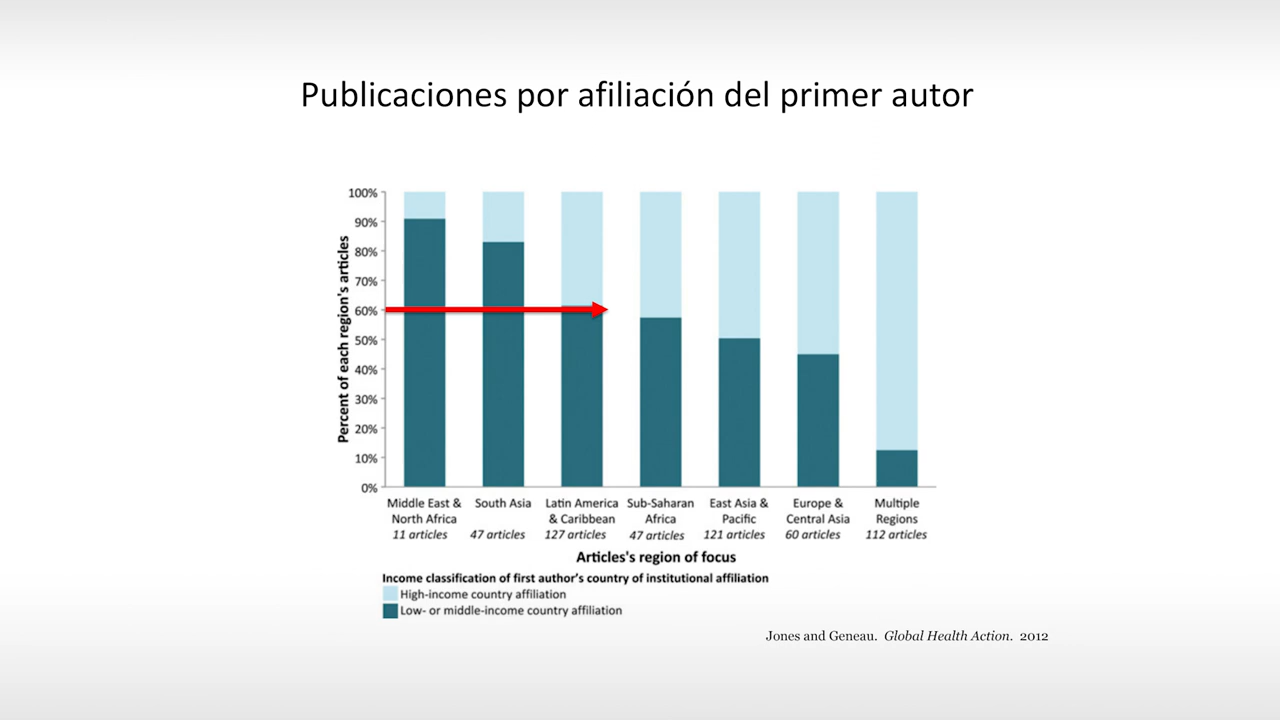 Publicaciones por afiliación del primer autor
100%
90%
80%
70%
60%
50%
40%
30%
20%
10%
0%
Percent of each region's articles
Middle East &
North Africa
11 articles
South Asia
47 articles
Latin America
& Caribbean
127 articles
Sub-Saharan
Africa
47 articles
East Asia &
Pacific
121 articles
Europe &
Central Asia
60 articles
Multiple
Regions
112 articles
Articles's region of focus
Income classification of first author's country of institutional affiliation
High-income country affiliation
Low- or middle-income country affiliation
Jones and Geneau. Global Health Action. 2012